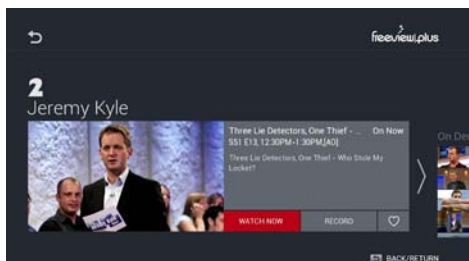 freeview|plus
2
Jeremy Kyle
Three Lie Detectors, One Thief - ... On Now
S51 E13, 12:30PM-1:30PM,[AO]
Three Lie Detectors, One Thief - Who Stole My
Locket?
On De
WATCH NOW RECORD
BACK/RETURN